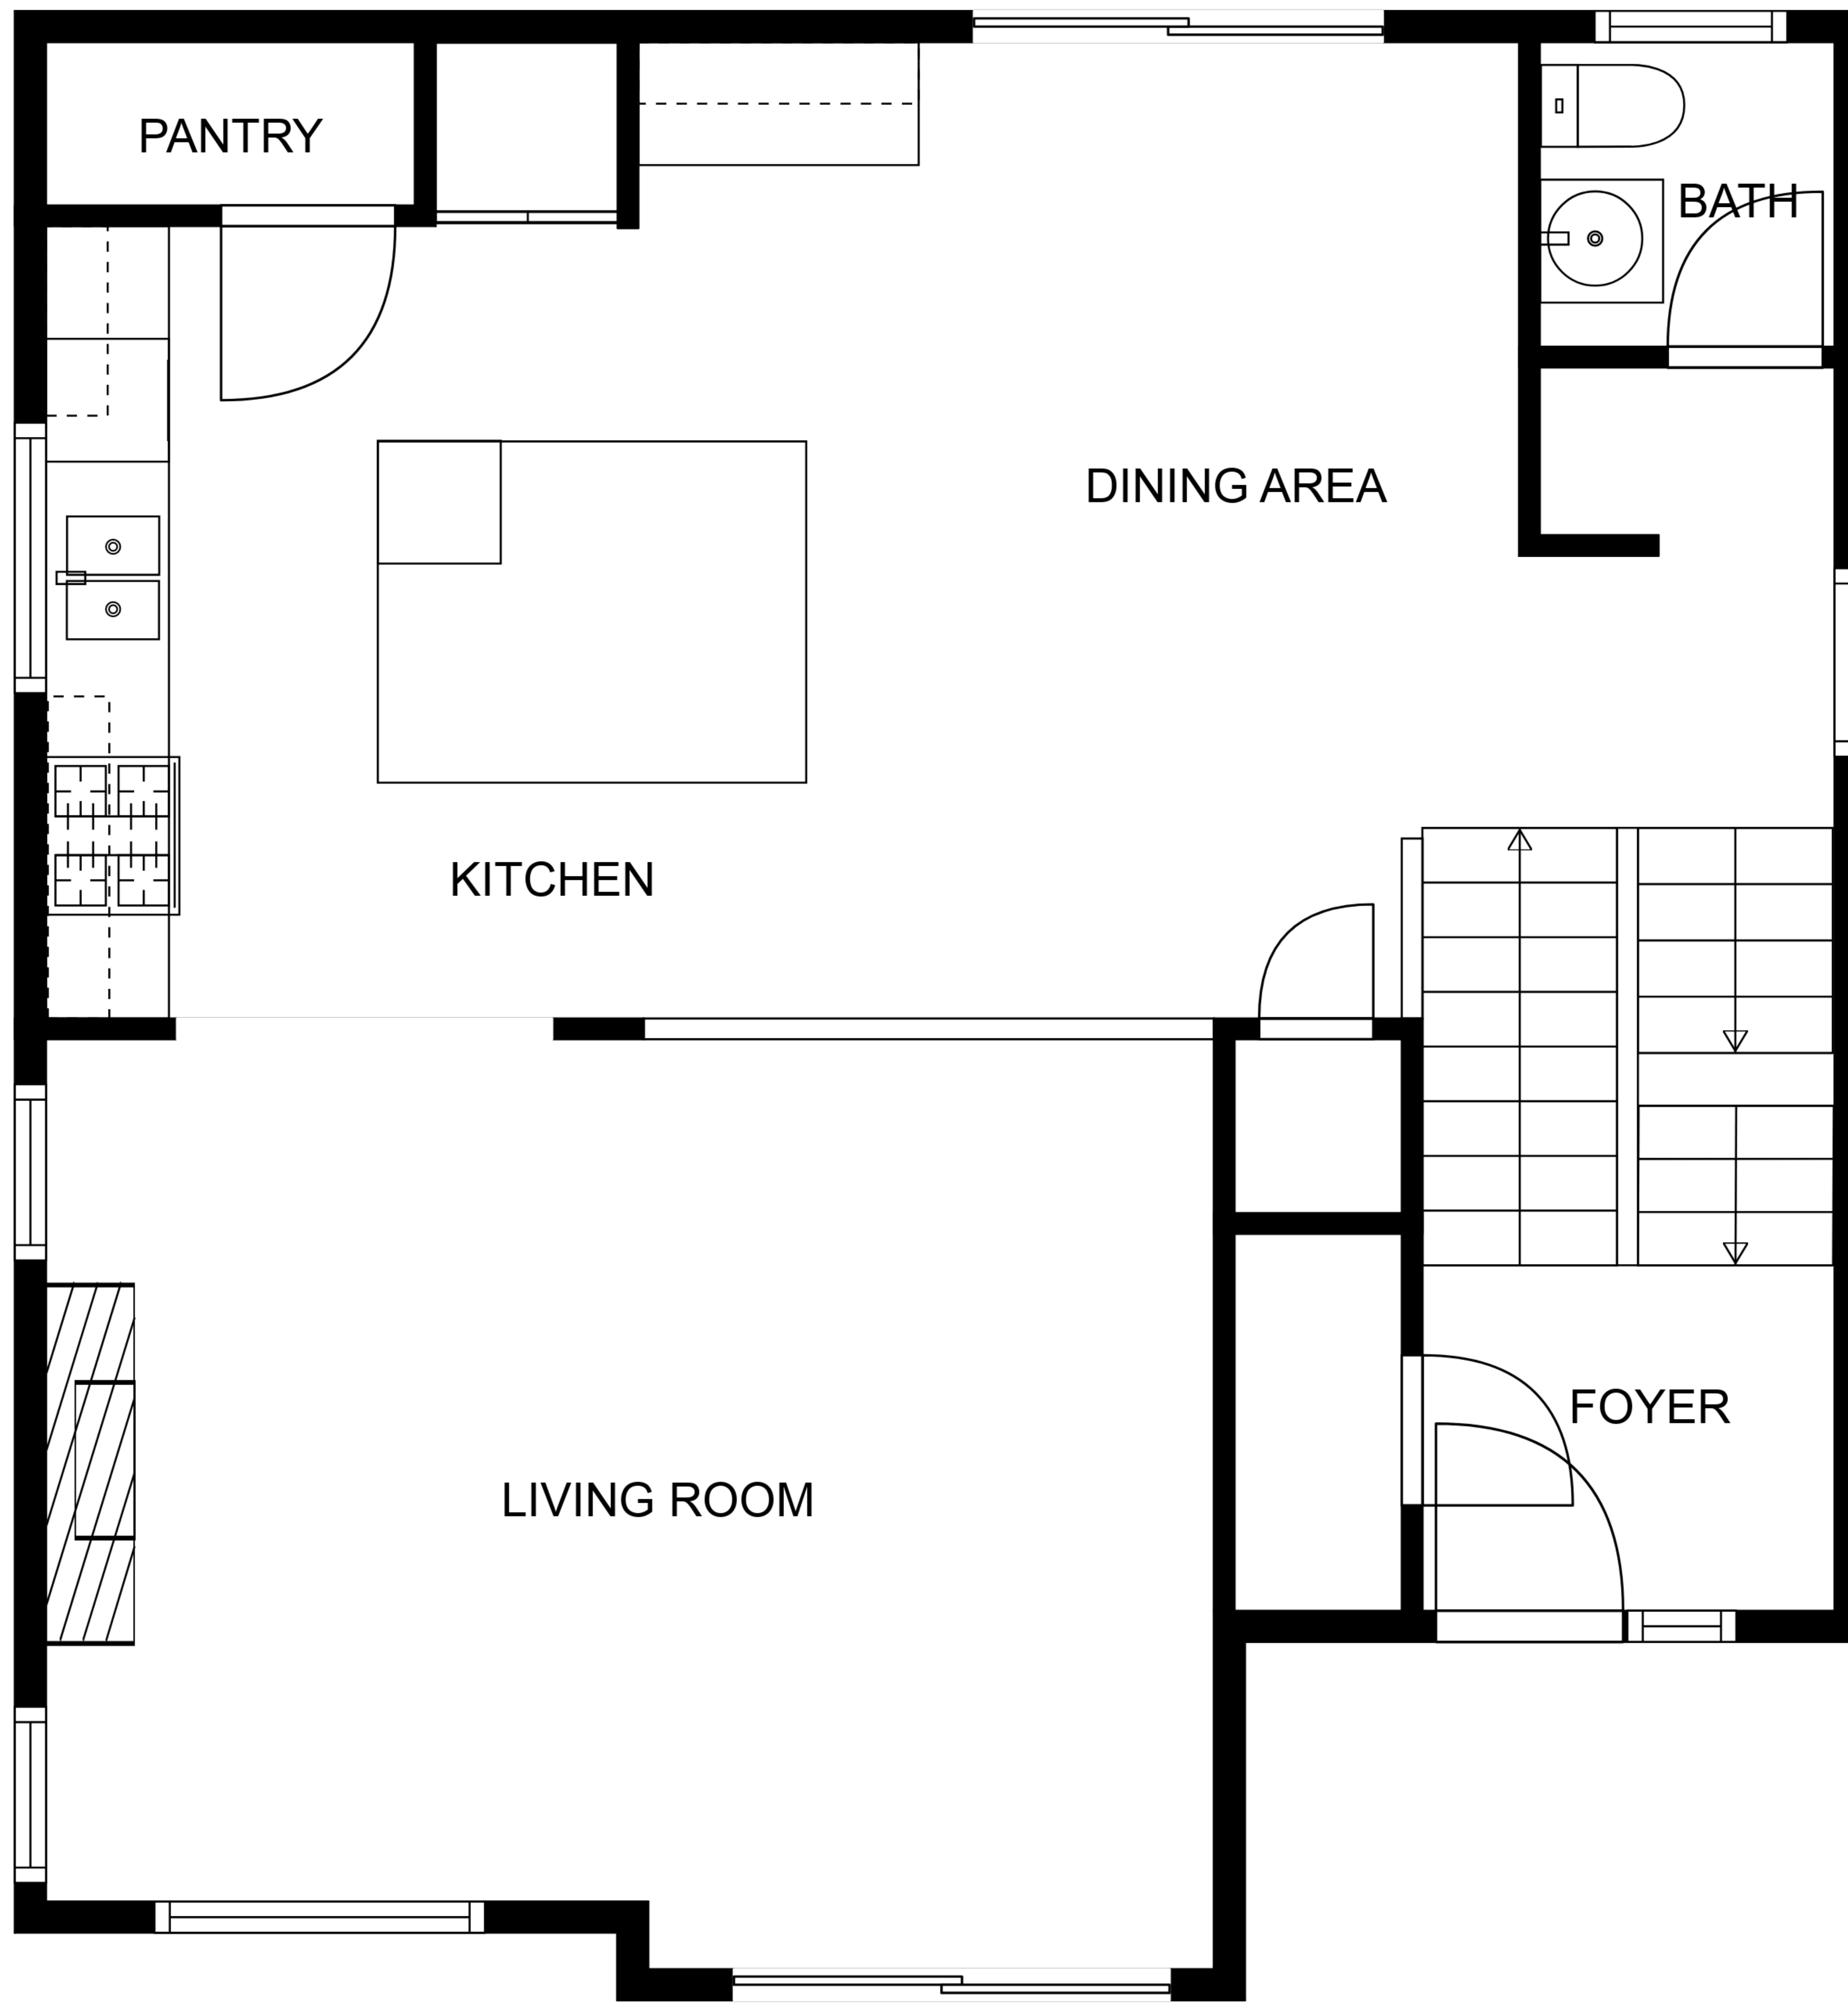 PANTRY
BATH
DINING AREA
KITCHEN
FOYER
LIVING ROOM